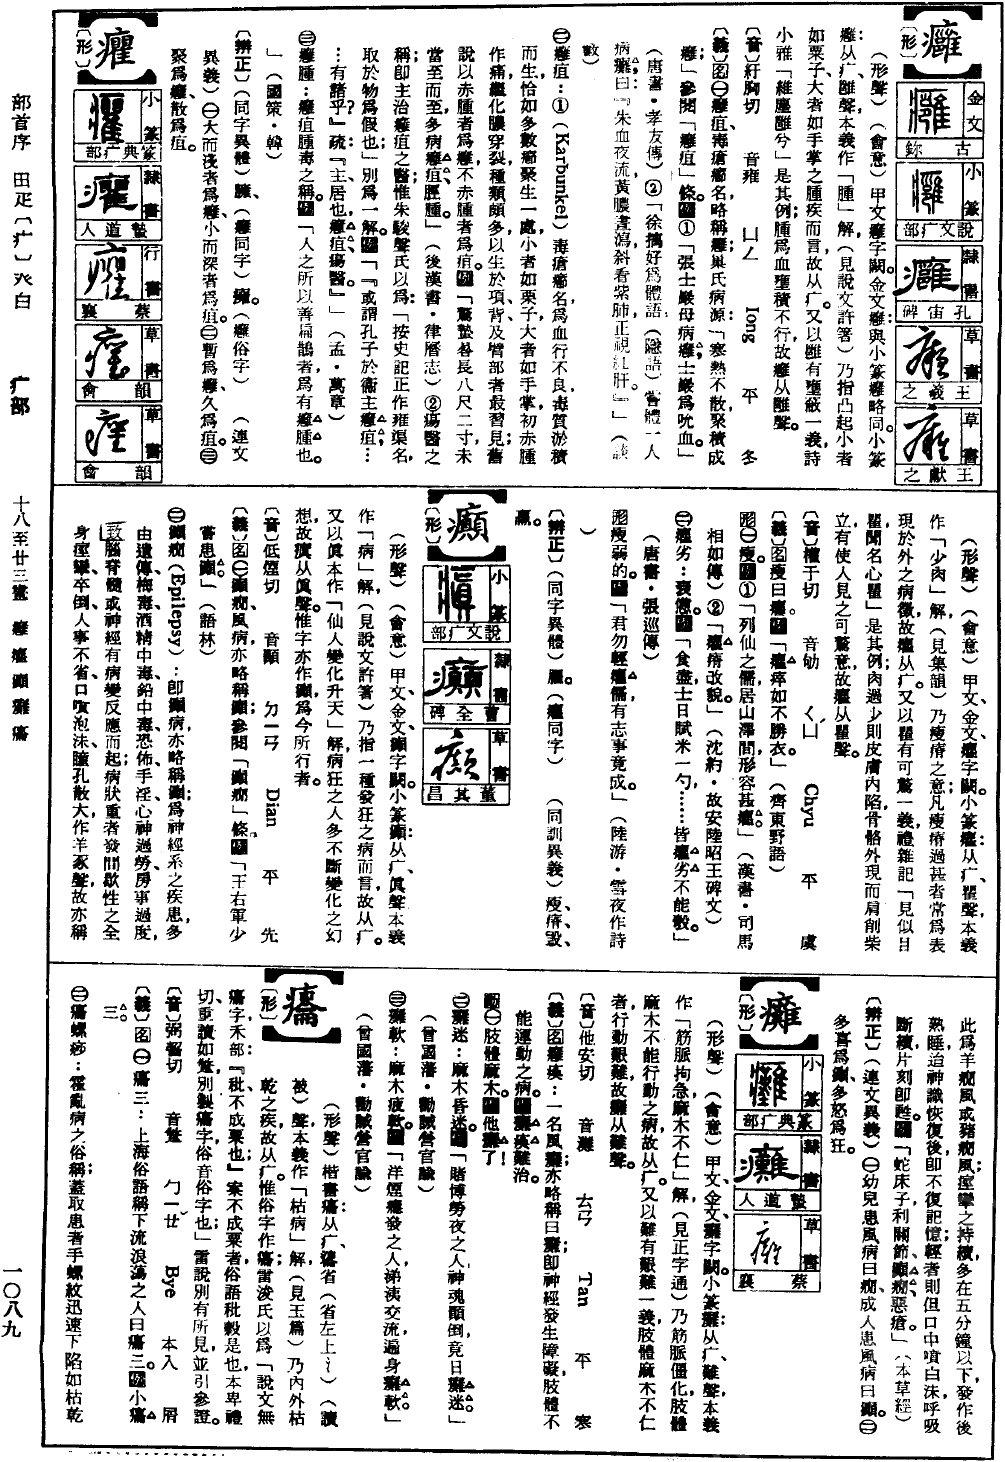 癰
〔形〕
金文 古鉨
小篆 說文疒部
隸書 孔宙碑
草書 王羲之
草書 王獻之
（形聲）（會意）甲文癰字闕。金文癰：與小篆癰略同。小篆
癰：从疒、雝聲，本義作「腫」解，（見說文許箸）乃指凸起小者
如粟子、大者如手掌之腫疾而言，故从疒。又以雝有壅蔽一義，詩
小雅「維塵雝兮」是其例；腫爲血壅積不行，故癰从雝聲。
〔音〕紆胸切　音雍　ㄩㄥ　Iong　平　冬
〔義〕名㊀癰疽：毒瘡癤名，略稱癰；巢氏病源：「寒熱不散，聚積成
癰」參閱「癰疽」條。①「張士巖母病癰，士巖爲吮血。」
（唐書・孝友傳）②「徐摛好爲體語（隱語）嘗體一人
病癰曰『朱血夜流，黃膿晝瀉，斜看紫肺，正視紅肝。』」（談
藪）
㊁癰疽：①（Karbunkel）毒瘡癤名，爲血行不良，毒質淤積
而生，恰如多數癤聚生一處，小者如栗子，大者如手掌，初赤腫
作痛，繼化膿穿裂，種類頗多，以生於項、背及臂部者最習見；舊
說以赤腫者爲癰，不赤腫者爲疽。「驚蟄晷長八尺二寸，未
當至而至，多病癰疽脛腫。」（後漢書・律曆志）②瘍醫之
稱；即主治癰疽之醫，惟朱駿聲氏以爲：「按史記正作雍渠，名
取於物爲假也」別爲一解。「『或謂孔子於衞主癰疽…
…有諸乎？』疏：『主居也，癰疽瘍醫。』」（孟・萬章）
㊂癰腫：癰疽腫毒之稱。「人之所以善扁鵲者，爲有癰腫也。
」（國策・韓）
〔辨正〕（同字異體）臃。（癰同字）癕。（癰俗字）　（連文
異義）㊀大而淺者爲癰，小而深者爲疽。㊁暫爲癰，久爲疽。㊂
聚爲癰，散爲疽。
癯
〔形〕
小篆 篆典疒部
隸書 蟄道人
行書 蔡襄
草書 韻會
草書 韻會
（形聲）（會意）甲文、金文癯字闕。小篆癯：从疒、瞿聲，本義
作「少肉」解（見集韻）乃瘦瘠之意；凡瘦瘠過甚者常爲表
現於外之病徵，故癯从疒。又以瞿有可驚一義，禮雜記「見似目
瞿，聞名心瞿」是其例；肉過少則皮膚內陷，骨骼外現，而肩削柴
立，有使人見之可驚意，故癯从瞿聲。
〔音〕權于切　音劬　ㄑㄩ　Chyu　平　虞
〔義〕名瘦曰癯。「癯瘁如不勝衣。」（齊東野語）
形㊀瘦。①「列仙之儒居山澤間，形容甚癯。」（漢書・司馬
相如傳）②「癯瘠改貌。」（沈約・故安陸昭王碑文）
㊁癯劣：衰憊。「食盡，士日賦米一勺，……皆癯劣不能彀。」
（唐書・張巡傳）
形瘦弱的。「君勿輕癯儒，有志事竟成。」（陸游・雪夜作詩
）
〔辨正〕（同字異體）臞。（癯同字）　（同訓異義）瘦、瘠、
羸。
癲
〔形〕
小篆 說文疒部
隸書 曹全碑
草書 董其昌
（形聲）（會意）甲文、金文、癲字闕。小篆癲：从疒、眞聲，本義
作「病」解，（見說文許箸）乃指一種發狂之病而言，故从疒。
又以眞本作「仙人變化升天」解，病狂之人多不斷變化之幻
想，故瘨从眞聲。惟字亦作癲，爲今所行者。
〔音〕低煙切　音顚　ㄉㄧㄢ　Dian　平　先
〔義〕名㊀癲癇：風病，亦略稱癲；參閱「癲癇」條。「王右軍少
嘗患癲。」（語林）
㊁癲癇（Epilepsy）：即癲病，亦略稱癲；爲神經系之疾患，多
由遺傳、梅毒、酒精中毒、鉛中毒、恐怖、手淫、心神過勞、房事過度，
致腦脊髓或神經有病變反應而起；病狀重者發間歇性之全
身痙攣，卒倒，人事不省，口噴泡沫，瞳孔散大，作羊豕聲，故亦稱
此爲羊癇風或豬癇風；痙攣之持續，多在五分鐘以下，發作後
熟睡，迨神識恢復後即不復記憶；輕者則但口中噴白沫，呼吸
斷續，片刻即甦。「蛇床子利關節，癲癇，惡瘡。」（本草經）
〔辨正〕（連文異義）㊀幼兒患風病曰癇，成人患風病曰癲。㊁
多喜爲癲，多怒爲狂。
癱
〔形〕
小篆 篆典疒部
隸書 蟄道人
草書 蔡襄
（形聲）（會意）甲文、金文、癱字闕。小篆癱：从疒、難聲，本義
作「筋脈拘急，麻木不仁」解，（見正字通）乃筋脈僵化，肢體
麻木不能行動之病，故从疒。又以難有艱難一義，肢體麻木不仁
者行動艱難，故癱从難聲。
〔音〕他安切　音灘　ㄊㄢ　Tan　平　寒
〔義〕名癱瘓：一名風癱，亦略稱曰癱；即神經發生障礙，肢體不
能運動之病。癱瘓難治。
動㊀肢體麻木。他癱了！
㊁癱迷：麻木昏迷。「賭博勞夜之人，神魂顚倒，竟日癱迷。」
（曾國藩・勸誡營官論）
㊂癱軟：麻木疲軟。「洋煙癮發之人，涕洟交流，遍身癱軟。」
（曾國藩・勸誡營官論）
癟
〔形〕
（形聲）楷書癟：从疒、省（省左上氵）（讀
被）聲，本義作「枯病」解（見玉篇）乃內外枯
乾之疾，故从疒。惟俗字作癟，雷浚氏以爲「說文無
癟字，禾部：『秕、不成粟也』案不成粟者，俗語秕穀是也，本卑禮
切，重讀如鱉，別製癟字，俗音俗字也」雷說別有所見，並引參證。
〔音〕弼鷩切　音鱉　ㄅㄧㄝ　Bye　本入　屑
〔義〕名㊀癟三：上海俗語稱下流浪蕩之人曰癟三。小癟
三。
㊁癟螺痧：霍亂病之俗稱；蓋取患者手螺紋迅速下陷如枯乾
部首序　田疋〔疒〕癶白　疒部　十八至廿三畫　癰癯癲癱癟　一〇八九